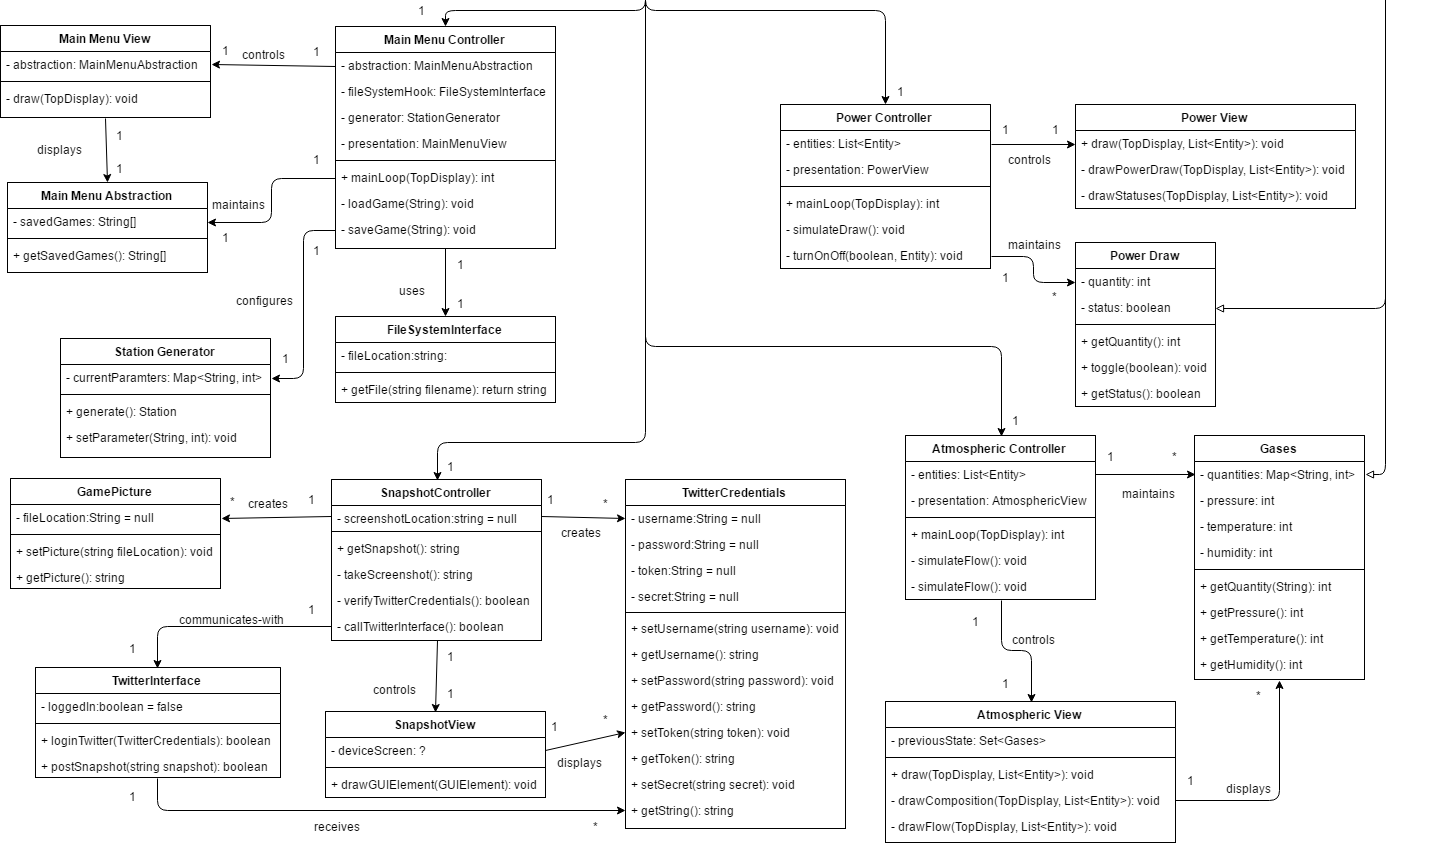 1
Main Menu View
- abstraction: MainMenuAbstraction
- draw(TopDisplay): void
1
controls
1
Main Menu Controller
- abstraction: MainMenuAbstraction
- fileSystemHook: FileSystemInterface
- generator: StationGenerator
- presentation: MainMenuView
+ mainLoop(TopDisplay): int
- loadGame(String): void
- saveGame(String): void
1
displays
1
Main Menu Abstraction
- savedGames: String[]
+ getSavedGames(): String[]
1
maintains
1
1
configures
1
1
uses
1
FileSystemInterface
- fileLocation:string:
+ getFile(string filename): return string
Station Generator
- currentParamters: Map<String, int>
+ generate(): Station
+ setParameter(String, int): void
1
Power Controller
- entities: List<Entity>
- presentation: PowerView
+ mainLoop(TopDisplay): int
- simulateDraw(): void
- turnOnOff(boolean, Entity): void
1
1
controls
Power View
+ draw(TopDisplay, List<Entity>): void
- drawPowerDraw(TopDisplay, List<Entity>): void
- drawStatuses(TopDisplay, List<Entity>): void
maintains
1
*
Power Draw
- quantity: int
- status: boolean
+ getQuantity(): int
+ toggle(boolean): void
+ getStatus(): boolean
1
Atmospheric Controller
- entities: List<Entity>
- presentation: AtmosphericView
+ mainLoop(TopDisplay): int
- simulateFlow(): void
- simulateFlow(): void
1
*
maintains
Gases
- quantities: Map<String, int>
- pressure: int
- temperature: int
- humidity: int
+ getQuantity(String): int
+ getPressure(): int
+ getTemperature(): int
+ getHumidity(): int
1
controls
1
Atmospheric View
- previousState: Set<Gases>
+ draw(TopDisplay, List<Entity>): void
- drawComposition(TopDisplay, List<Entity>): void
- drawFlow(TopDisplay, List<Entity>): void
1
displays
*
1
GamePicture
- fileLocation:String = null
+ setPicture(string fileLocation): void
+ getPicture(): string
*
creates
1
SnapshotController
- screenshotLocation:string = null
+ getSnapshot(): string
- takeScreenshot(): string
- verifyTwitterCredentials(): boolean
- callTwitterInterface(): boolean
1
*
creates
TwitterCredentials
- username:String = null
- password:String = null
- token:String = null
- secret:String = null
+ setUsername(string username): void
+ getUsername(): string
+ setPassword(string password): void
+ getPassword(): string
+ setToken(string token): void
+ getToken(): string
+ setSecret(string secret): void
+ getString(): string
1
communicates-with
1
TwitterInterface
- loggedIn:boolean = false
+ loginTwitter(TwitterCredentials): boolean
+ postSnapshot(string snapshot): boolean
1
controls
1
SnapshotView
- deviceScreen: ?
+ drawGUIElement(GUIElement): void
1
*
displays
1
receives
*